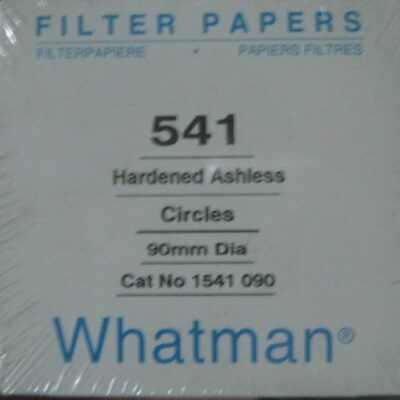 FILTER PAPERS
FILTERPAPIERE • PAPIERS FILTRES
541
Hardened Ashless
Circles
90mm Dia
Cat No 1541 090
Whatman®